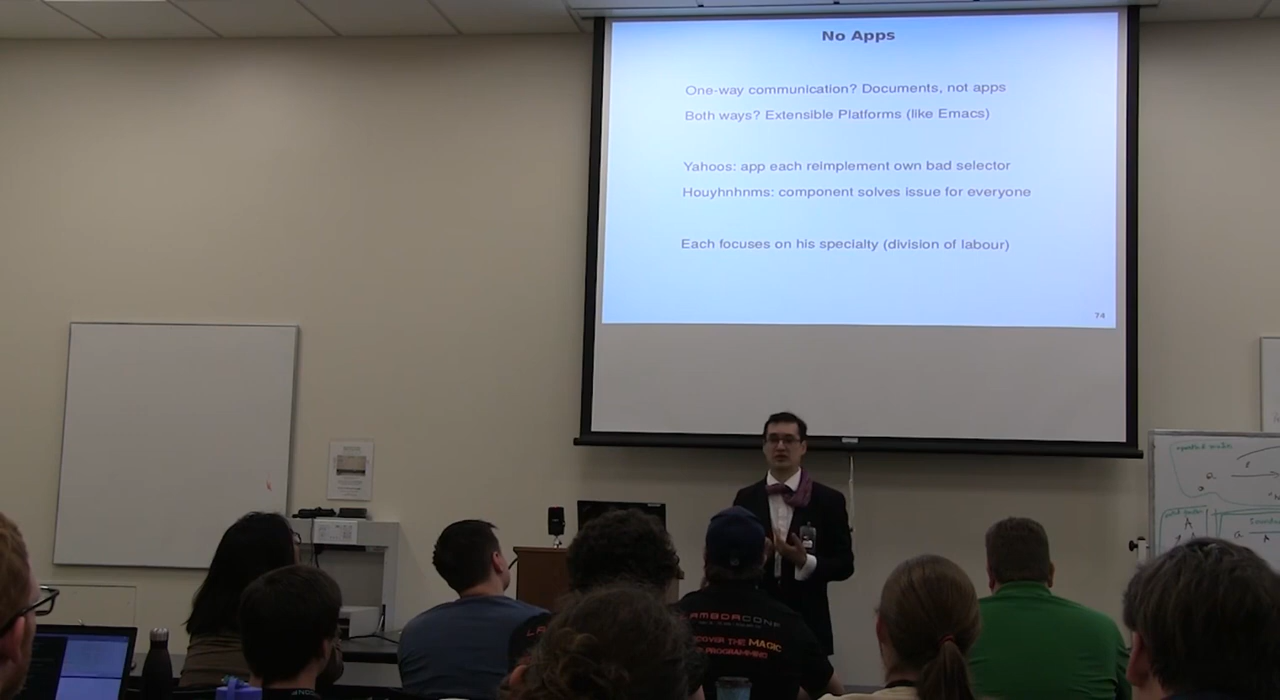 No Apps
One-way communication? Documents, not apps
Both ways? Extensible Platforms (like Emacs)
Yahoos: app each reimplement own bad selector
Houyhnhnms: component solves issue for everyone
Each focuses on his specialty (division of labour)
74
LAMBDACONF
THE MAGIC
PROGRAMMING